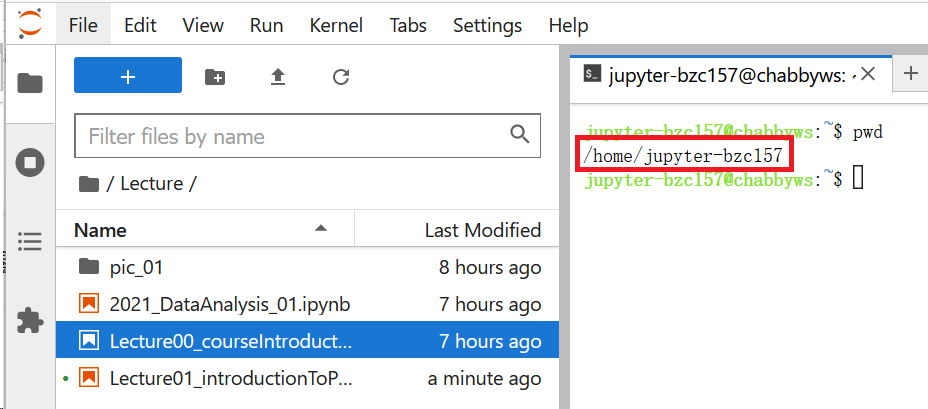 File Edit View Run Kernel Tabs Settings Help
+
Filter files by name
/ Lecture /
Name Last Modified
pic_01 8 hours ago
2021_DataAnalysis_01.ipynb 7 hours ago
Lecture00_courseIntroduct... 7 hours ago
Lecture01_introductionToP... a minute ago
$_ jupyter-bzc157@chabbyws: ~ × +
jupyter-bzc157@chabbyws:~$ pwd
/home/jupyter-bzc157
jupyter-bzc157@chabbyws:~$